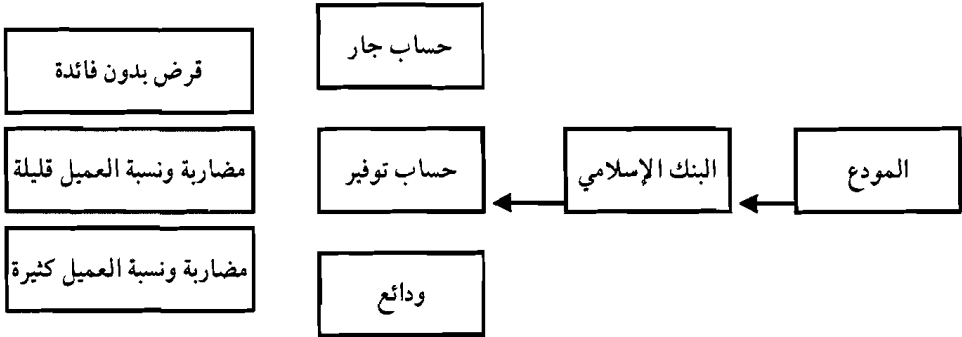 المودع
البنك الإسلامي
حساب جار
حساب توفير
ودائع
قرض بدون فائدة
مضاربة ونسبة العميل قليلة
مضاربة ونسبة العميل كثيرة